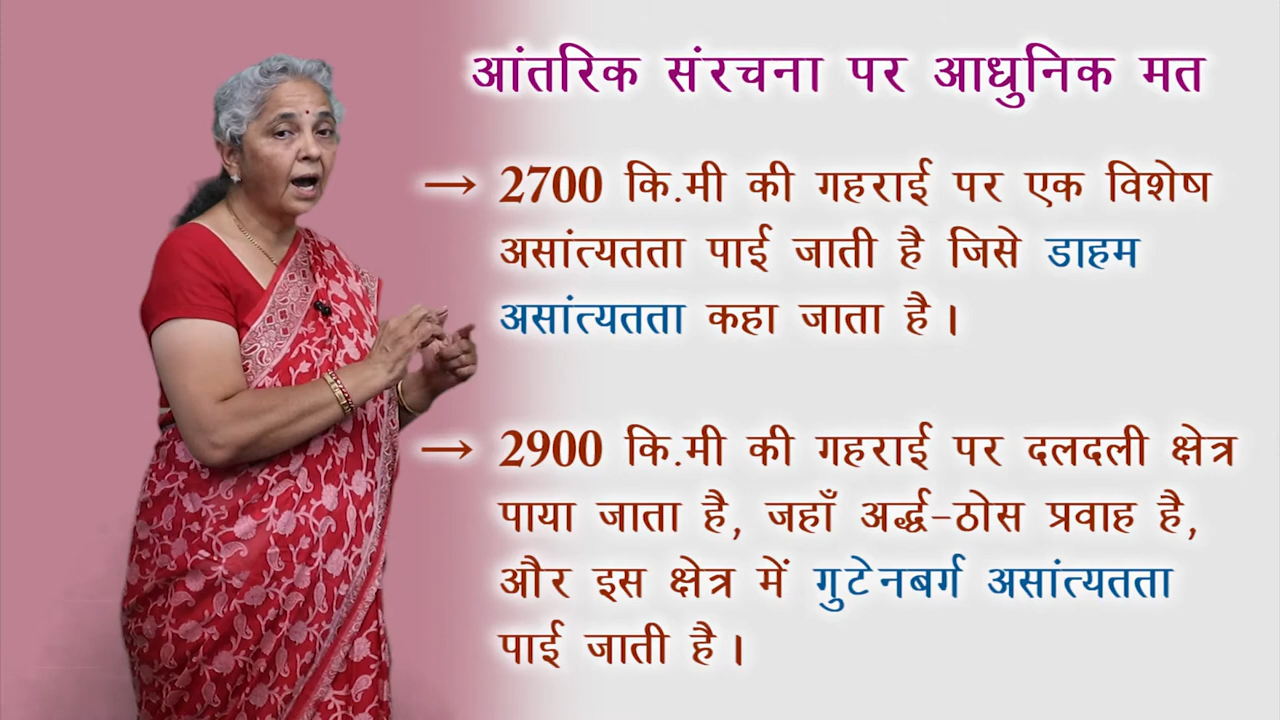 आंतरिक संरचना पर आधुनिक मत
→ 2700 कि.मी की गहराई पर एक विशेष
असांत्यतता पाई जाती है जिसे डाहम
असांत्यतता कहा जाता है।
→ 2900 कि.मी की गहराई पर दलदली क्षेत्र
पाया जाता है, जहाँ अर्द्ध-ठोस प्रवाह है,
और इस क्षेत्र में गुटेनबर्ग असांत्यतता
पाई जाती है।